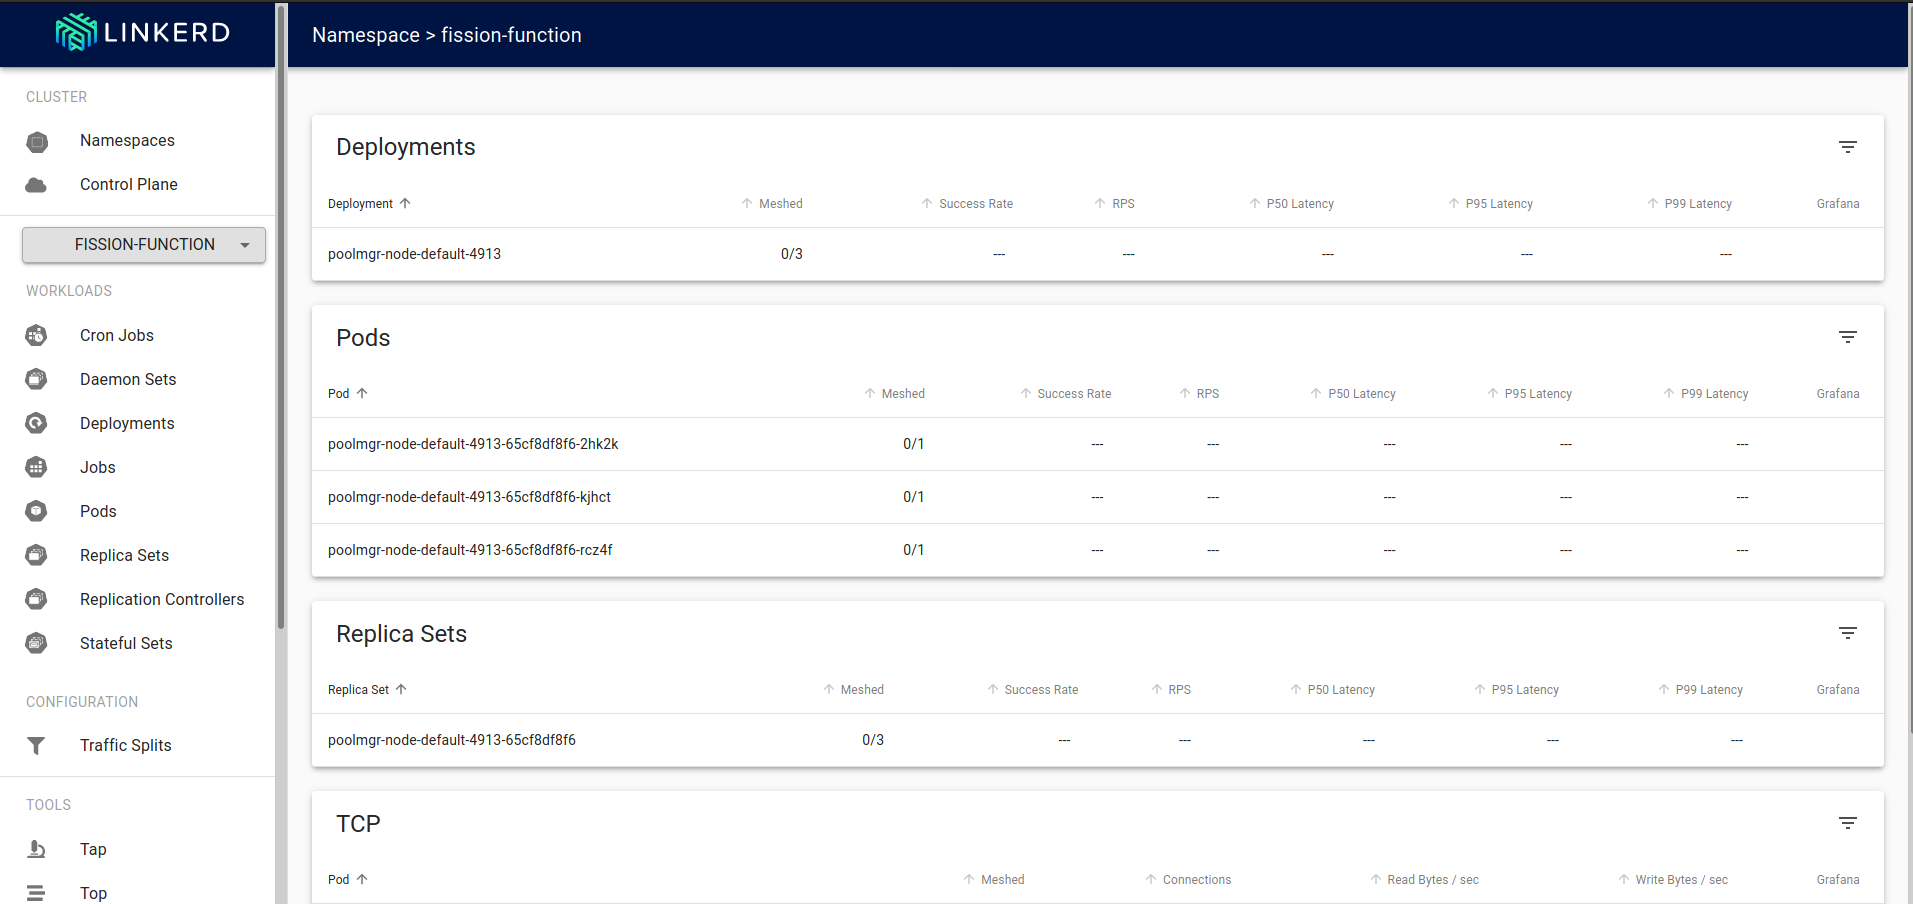 LINKERD
Namespace > fission-function
CLUSTER
Namespaces
Control Plane
FISSION-FUNCTION
WORKLOADS
Cron Jobs
Daemon Sets
Deployments
Jobs
Pods
Replica Sets
Replication Controllers
Stateful Sets
CONFIGURATION
Traffic Splits
TOOLS
Tap
Top
Deployments
Deployment Meshed Success Rate RPS P50 Latency P95 Latency P99 Latency Grafana
poolmgr-node-default-4913 0/3 --- --- --- --- ---
Pods
Pod Meshed Success Rate RPS P50 Latency P95 Latency P99 Latency Grafana
poolmgr-node-default-4913-65cf8df8f6-2hk2k 0/1 --- --- --- --- ---
poolmgr-node-default-4913-65cf8df8f6-kjhct 0/1 --- --- --- --- ---
poolmgr-node-default-4913-65cf8df8f6-rcz4f 0/1 --- --- --- --- ---
Replica Sets
Replica Set Meshed Success Rate RPS P50 Latency P95 Latency P99 Latency Grafana
poolmgr-node-default-4913-65cf8df8f6 0/3 --- --- --- --- ---
TCP
Pod Meshed Connections Read Bytes / sec Write Bytes / sec Grafana